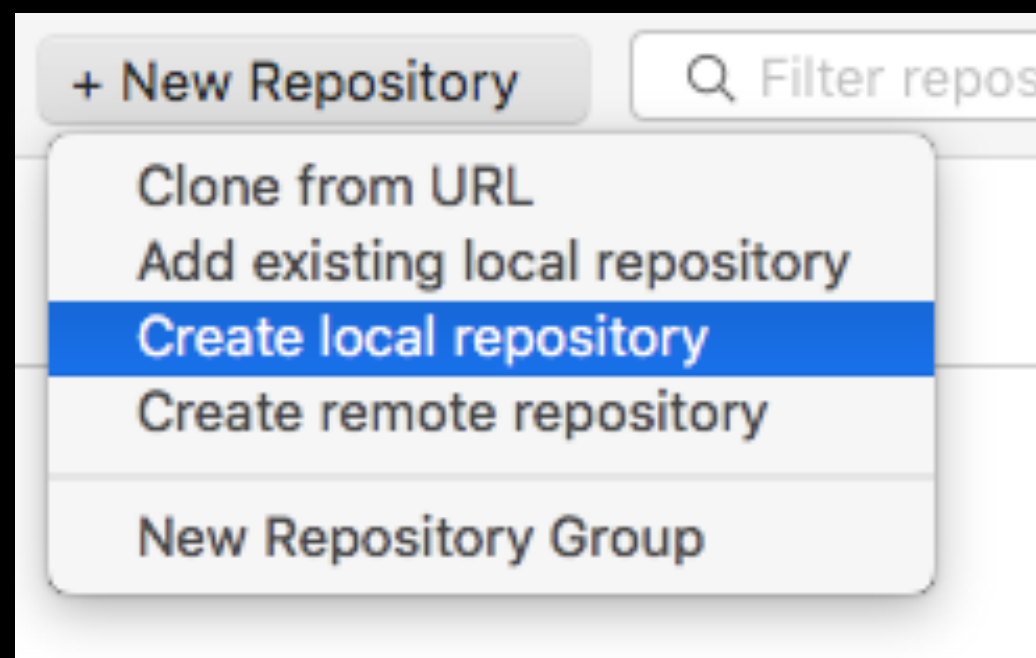 + New Repository
Filter repos
Clone from URL
Add existing local repository
Create local repository
Create remote repository
New Repository Group